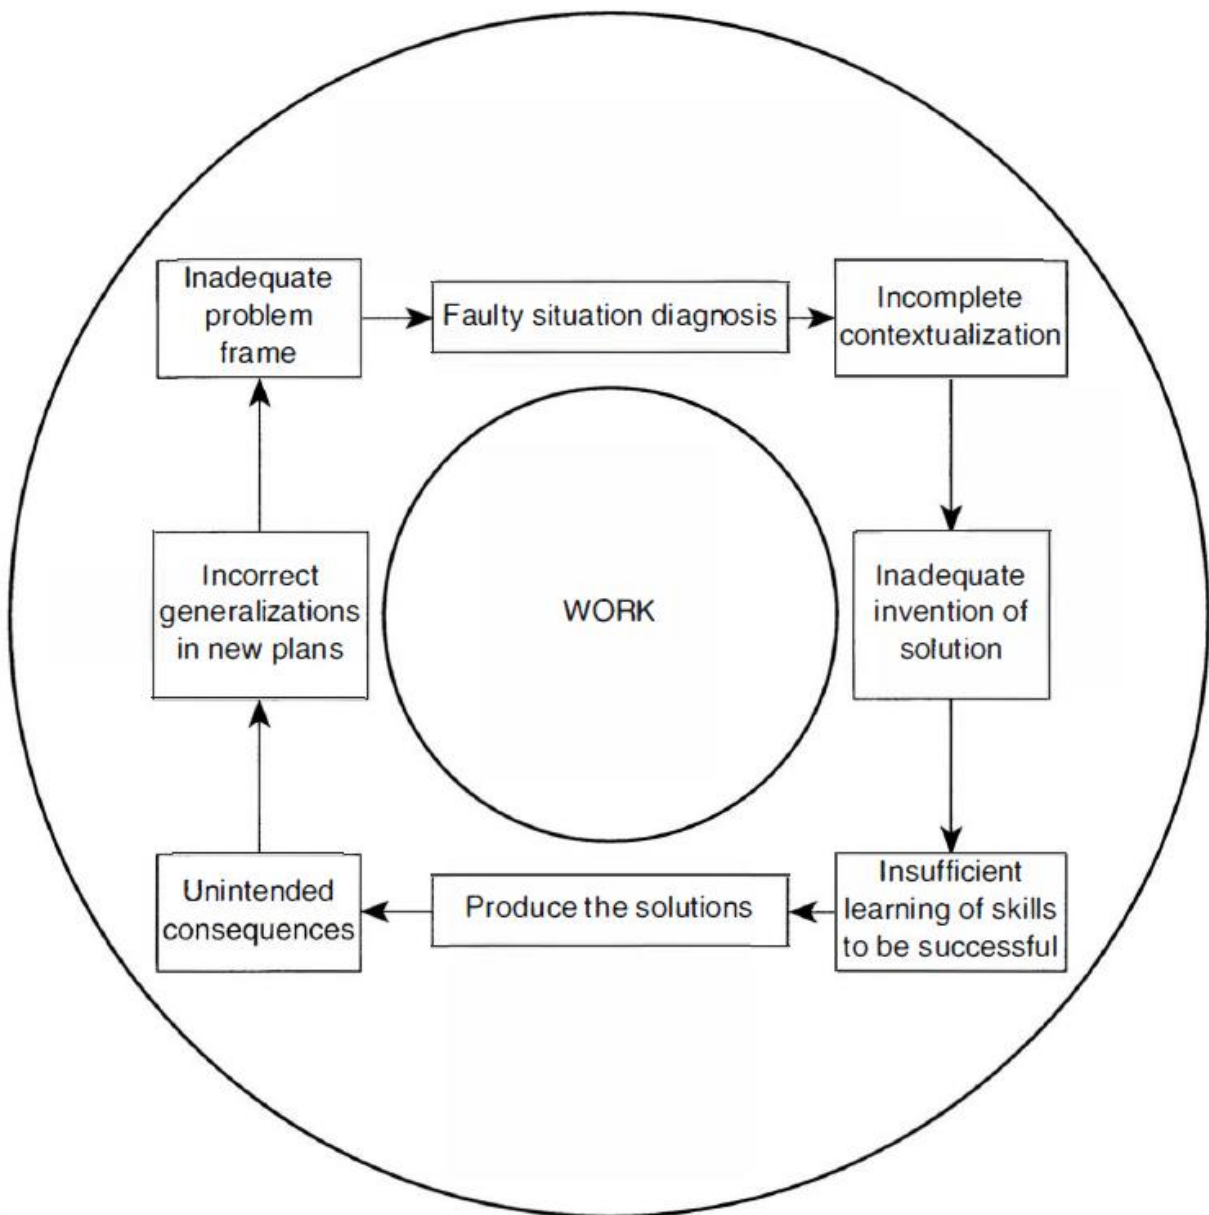 Inadequate
problem
frame
Faulty situation diagnosis
Incomplete
contextualization
Incorrect
generalizations
in new plans
WORK
Inadequate
invention of
solution
Unintended
consequences
Produce the solutions
Insufficient
learning of skills
to be successful